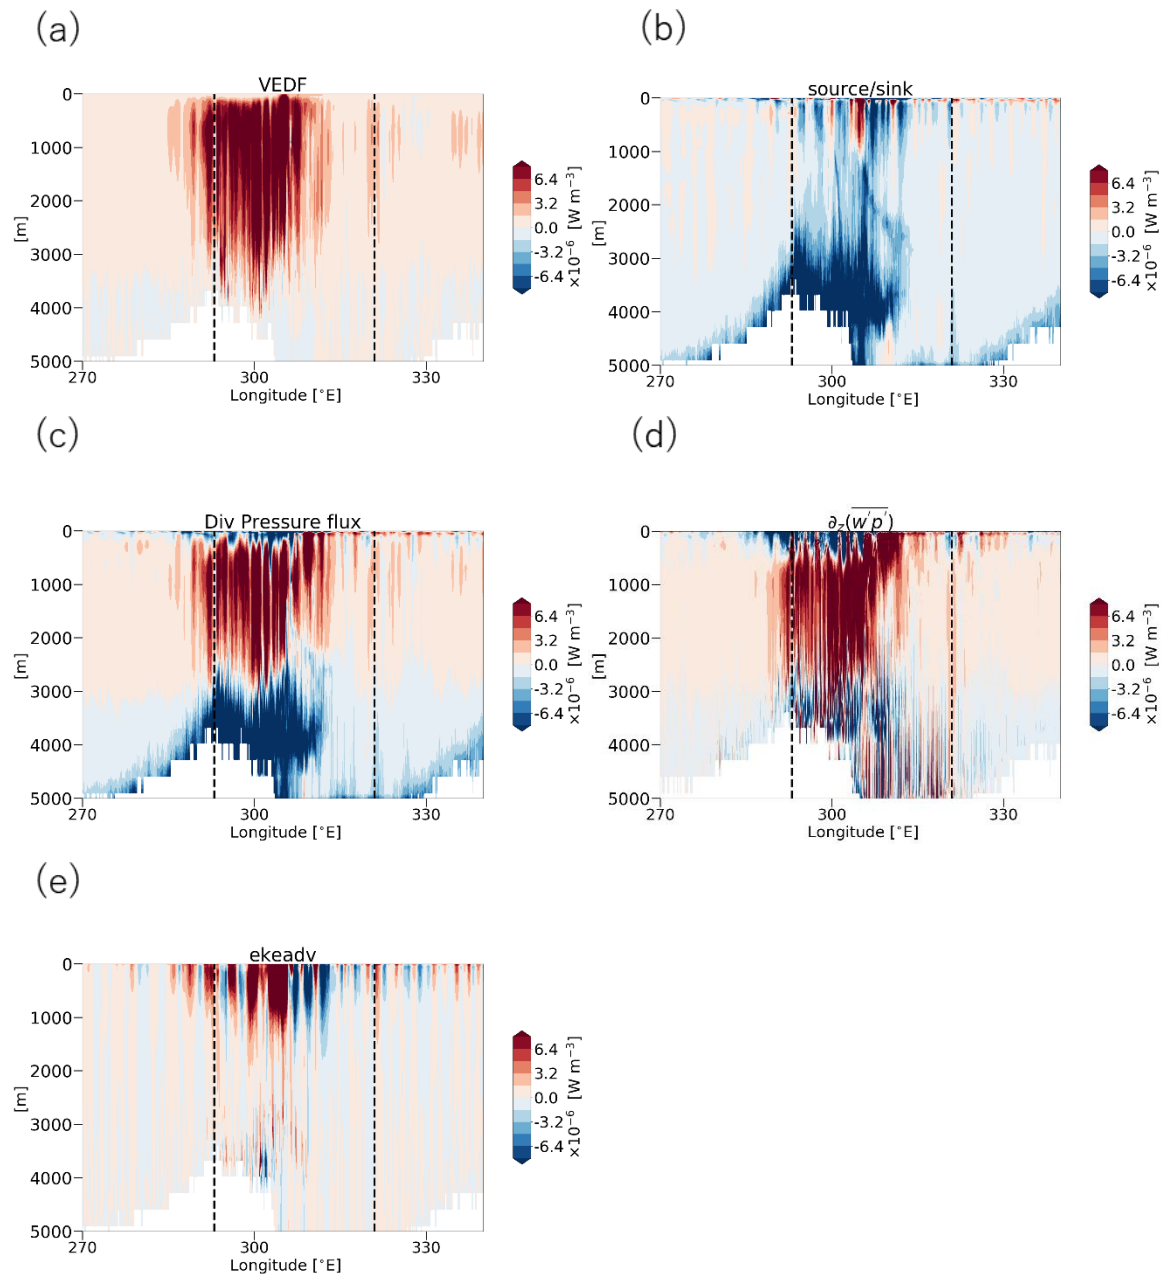 (a)
VEDF
0
1000
2000
3000
4000
5000
[m]
270 300 330
Longitude [°E]
6.4
3.2
0.0
-3.2
-6.4
×10⁻⁶ [W m⁻³]
(b)
source/sink
0
1000
2000
3000
4000
5000
[m]
270 300 330
Longitude [°E]
6.4
3.2
0.0
-3.2
-6.4
×10⁻⁶ [W m⁻³]
(c)
Div Pressure flux
0
1000
2000
3000
4000
5000
[m]
270 300 330
Longitude [°E]
6.4
3.2
0.0
-3.2
-6.4
×10⁻⁶ [W m⁻³]
(d)
∂z(w′p′)
0
1000
2000
3000
4000
5000
[m]
270 300 330
Longitude [°E]
6.4
3.2
0.0
-3.2
-6.4
×10⁻⁶ [W m⁻³]
(e)
ekeadv
0
1000
2000
3000
4000
5000
[m]
270 300 330
Longitude [°E]
6.4
3.2
0.0
-3.2
-6.4
×10⁻⁶ [W m⁻³]